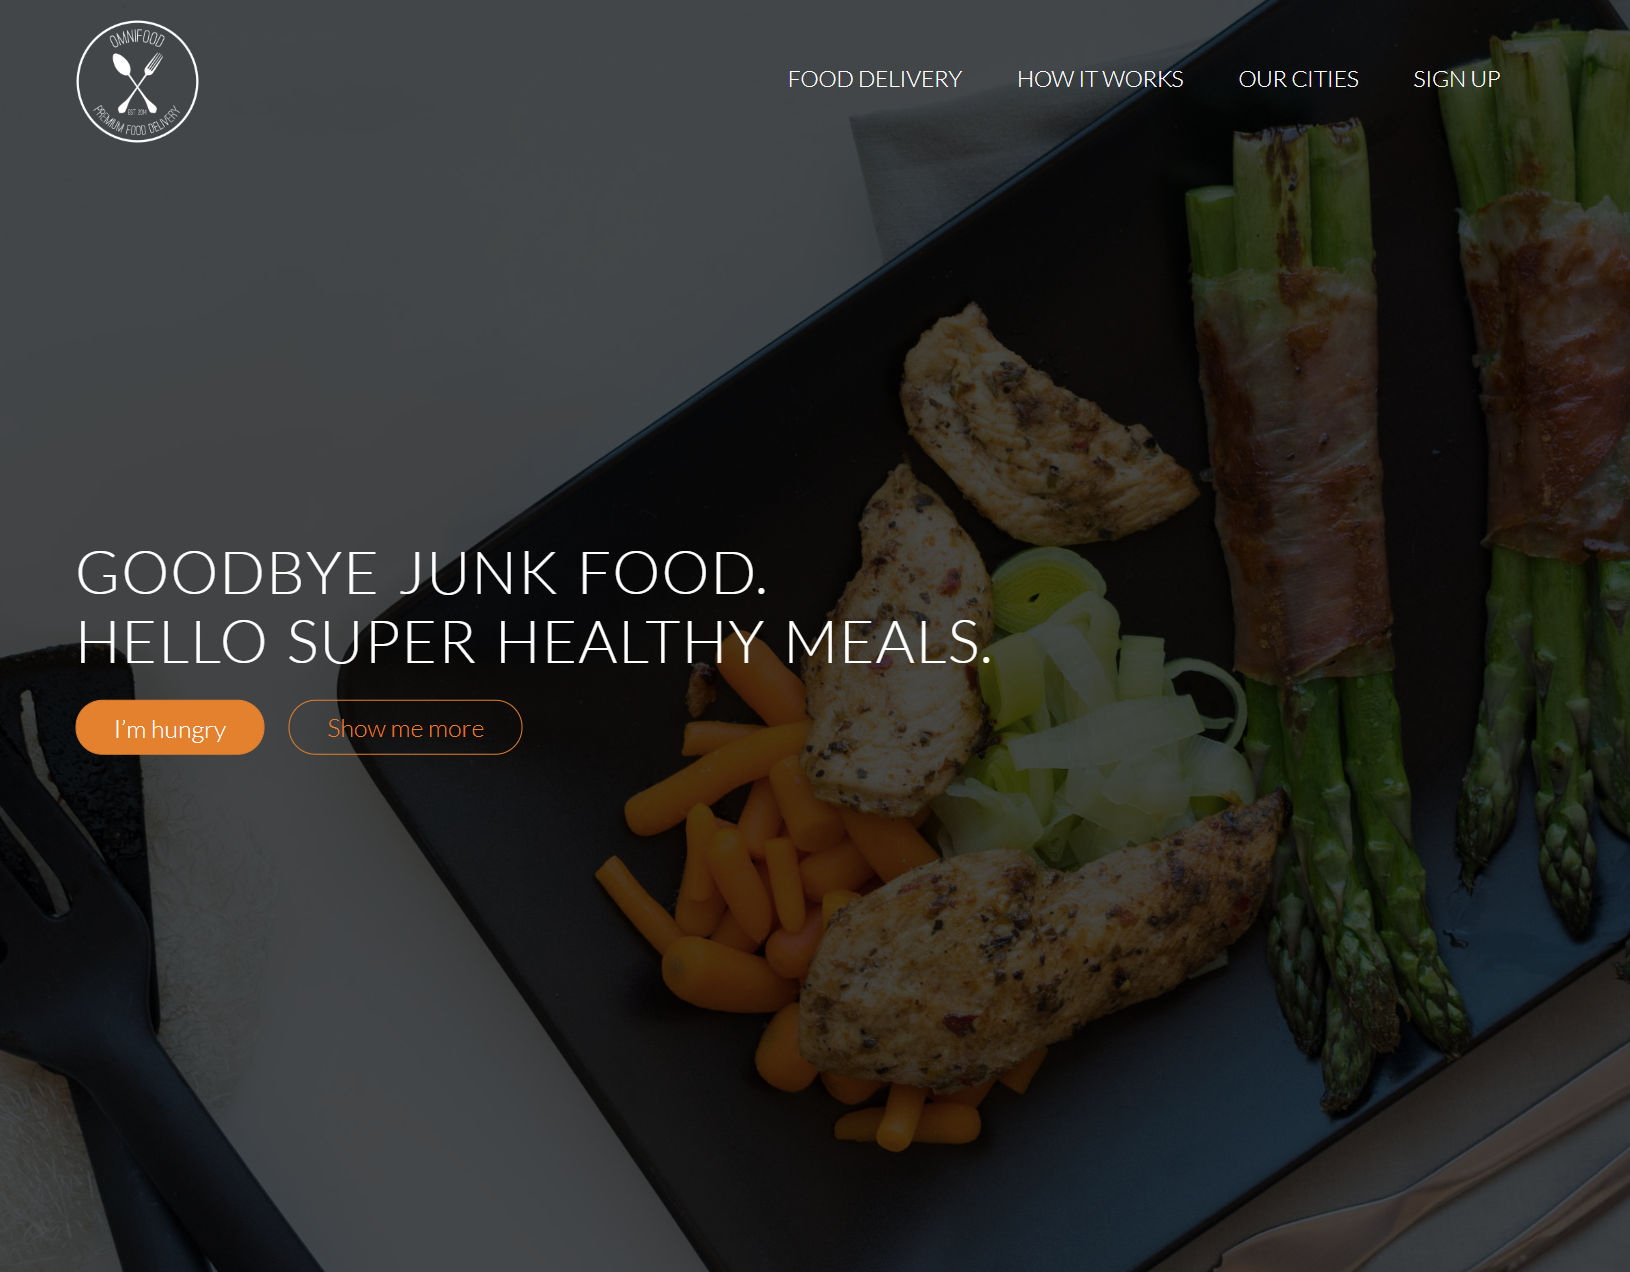 OMNIFOOD
EST 2014
PREMIUM FOOD DELIVERY
FOOD DELIVERY
HOW IT WORKS
OUR CITIES
SIGN UP
GOODBYE JUNK FOOD.
HELLO SUPER HEALTHY MEALS.
I'm hungry
Show me more